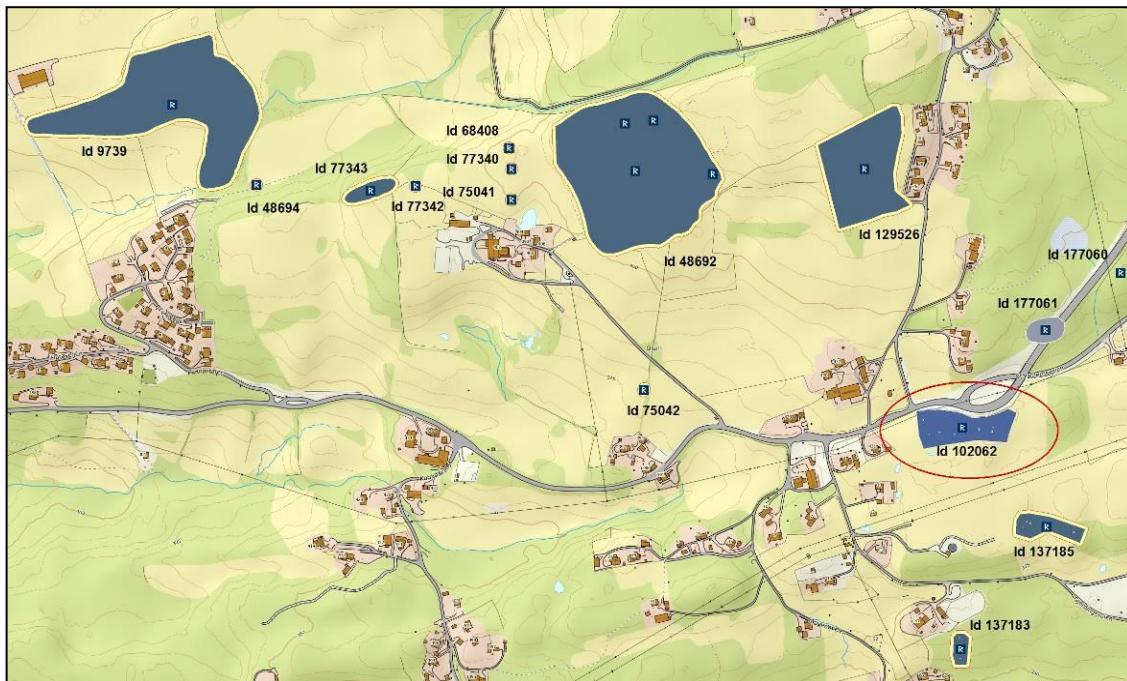 Id 68408
Id 9739
Id 77340
Id 77343
Id 75041
Id 48694
Id 77342
Id 129526
Id 48692
Id 177060
Id 177061
Id 75042
Id 102062
Id 137185
Id 137183